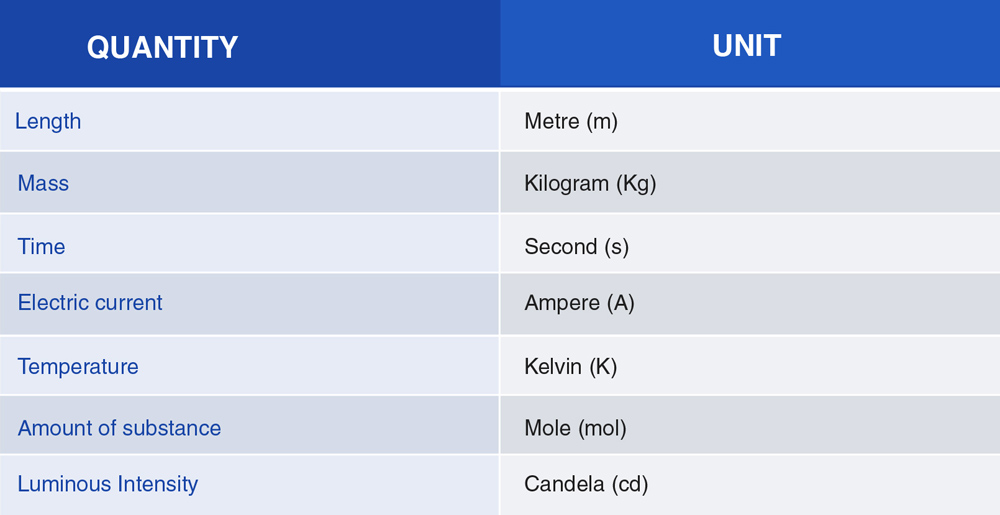 QUANTITY UNIT
Length Metre (m)
Mass Kilogram (Kg)
Time Second (s)
Electric current Ampere (A)
Temperature Kelvin (K)
Amount of substance Mole (mol)
Luminous Intensity Candela (cd)